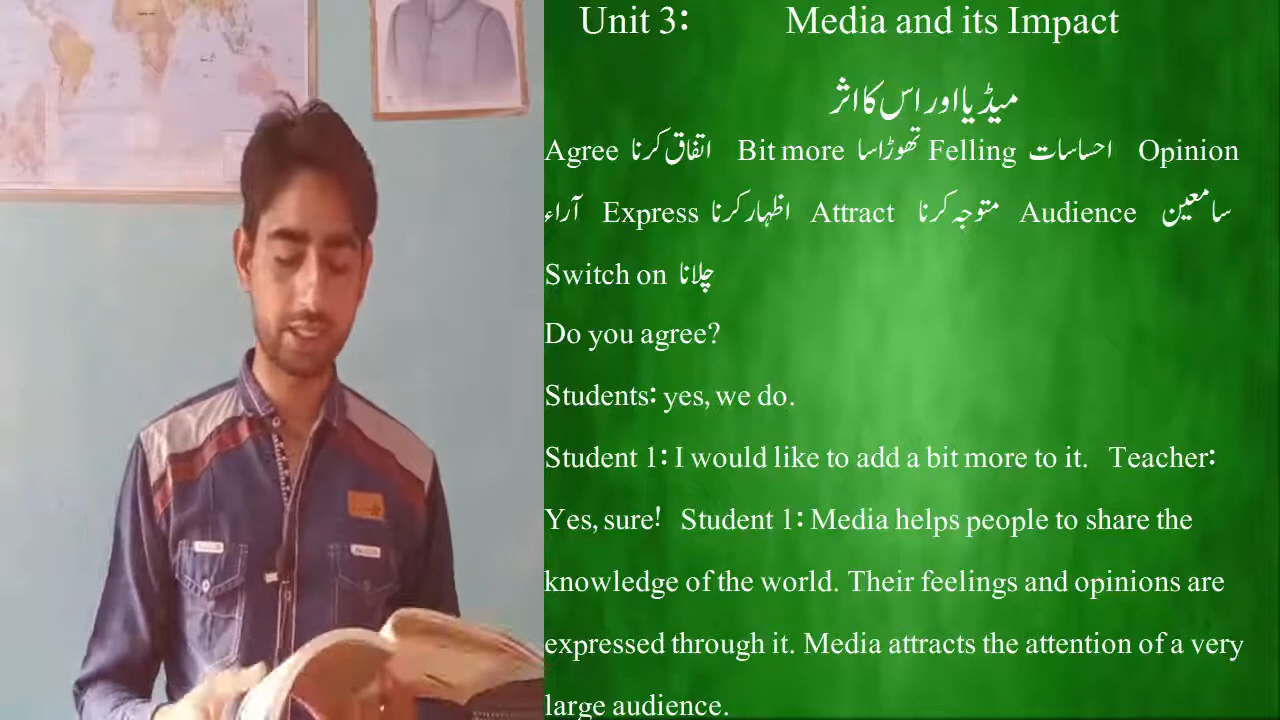 Unit 3: Media and its Impact
میڈیا اور اس کا اثر
Agree اتفاق کرنا Bit more تھوڑا سا Felling احساسات Opinion
آراء Express اظہار کرنا Attract متوجہ کرنا Audience سامعین
Switch on چلانا
Do you agree?
Students: yes, we do.
Student 1: I would like to add a bit more to it. Teacher:
Yes, sure! Student 1: Media helps people to share the
knowledge of the world. Their feelings and opinions are
expressed through it. Media attracts the attention of a very
large audience.